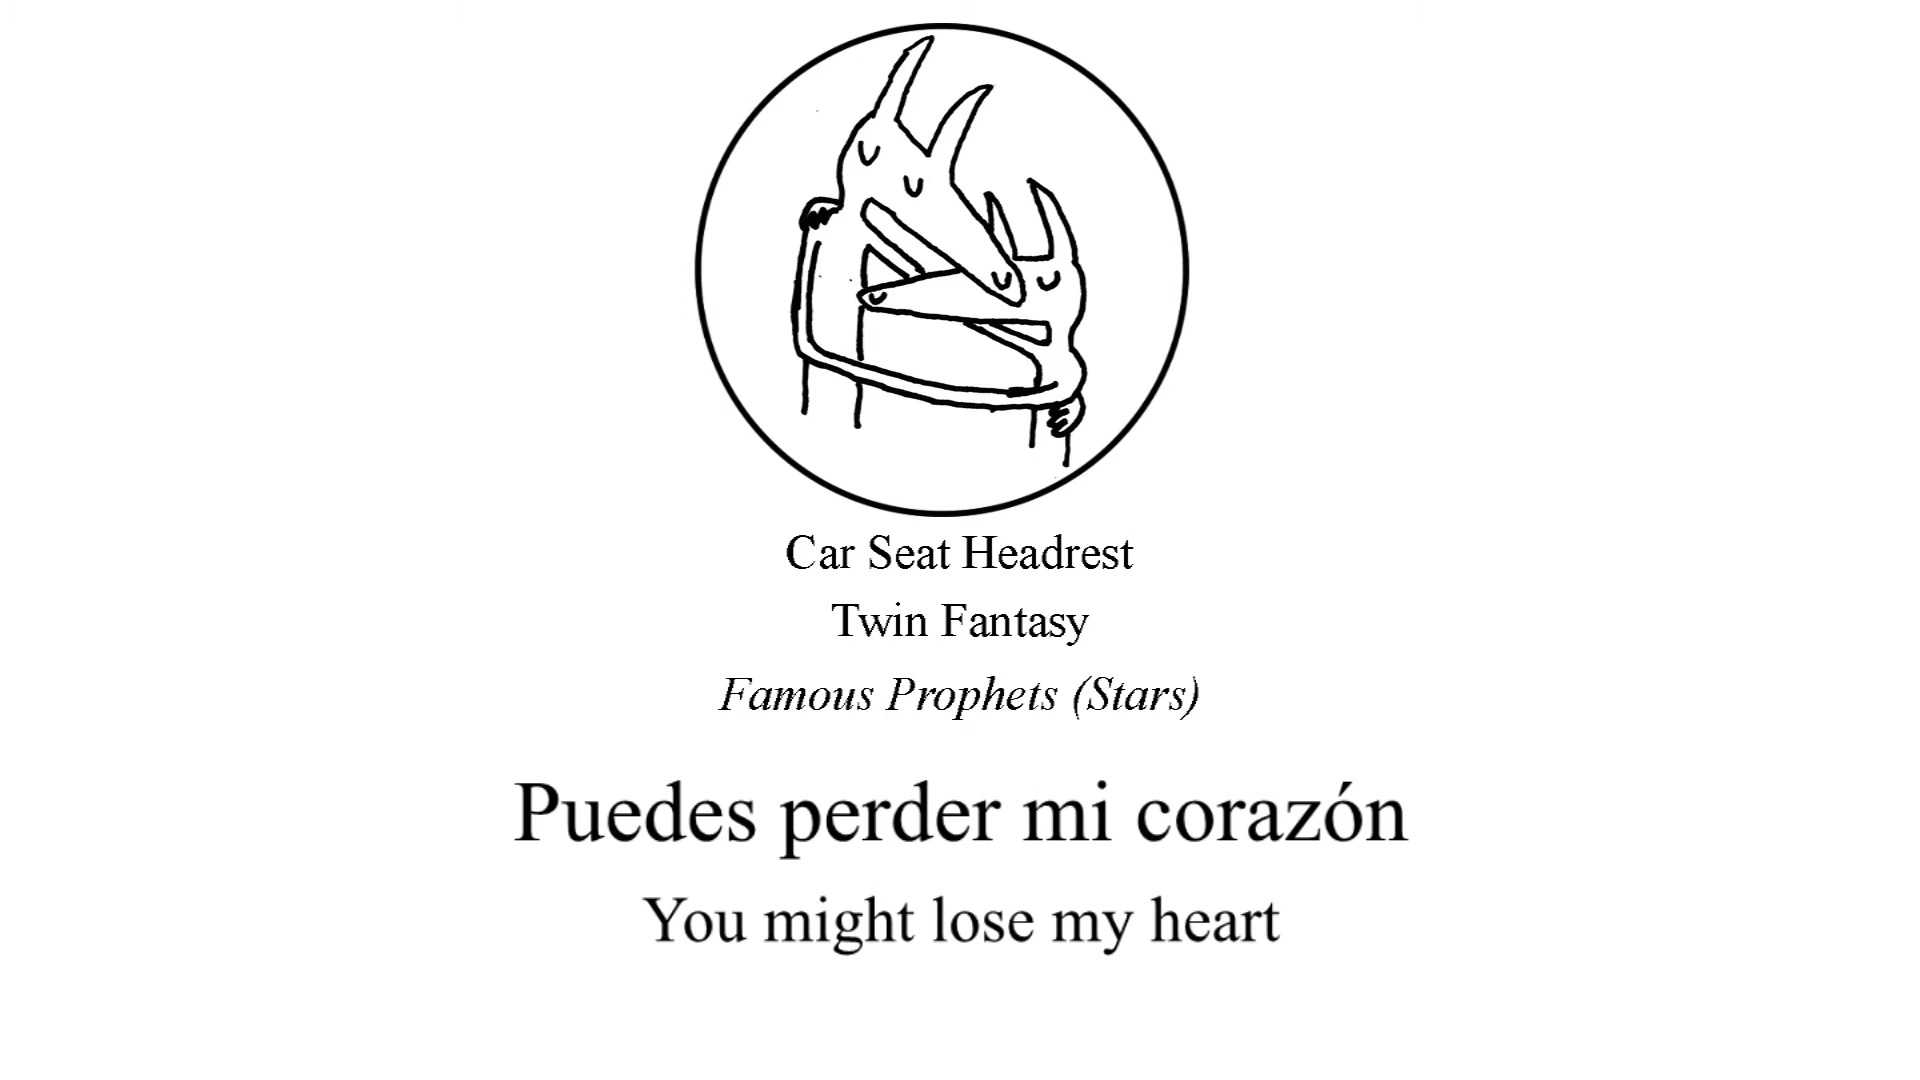 Car Seat Headrest
Twin Fantasy
Famous Prophets (Stars)
Puedes perder mi corazón
You might lose my heart